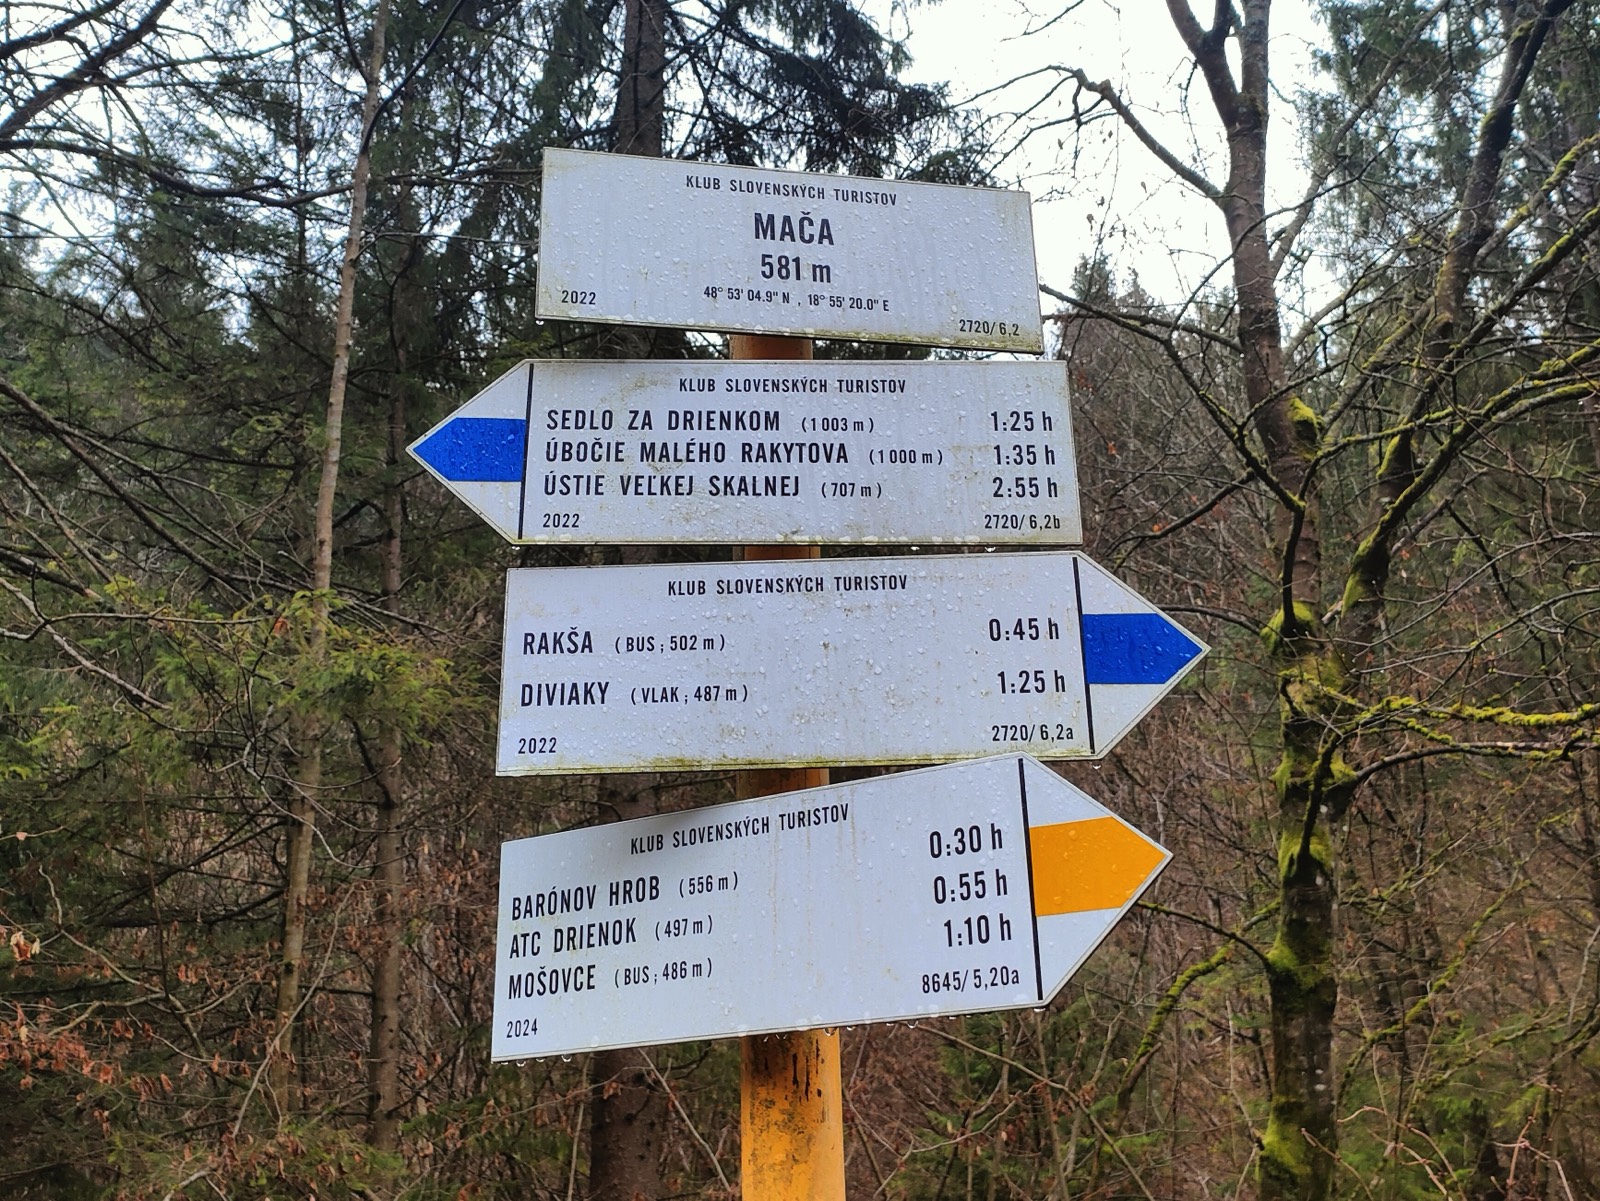 KLUB SLOVENSKÝCH TURISTOV
MAČA
581 m
48° 53' 04.9" N , 18° 55' 20.0" E
2022 2720/6,2
KLUB SLOVENSKÝCH TURISTOV
SEDLO ZA DRIENKOM (1 003 m) 1:25 h
ÚBOČIE MALÉHO RAKYTOVA (1 000 m) 1:35 h
ÚSTIE VEĽKEJ SKALNEJ (707 m) 2:55 h
2022 2720/6,2b
KLUB SLOVENSKÝCH TURISTOV
RAKŠA (BUS ; 502 m) 0:45 h
DIVIAKY (VLAK ; 487 m) 1:25 h
2022 2720/6,2a
KLUB SLOVENSKÝCH TURISTOV
BARÓNOV HROB (556 m) 0:30 h
ATC DRIENOK (497 m) 0:55 h
MOŠOVCE (BUS ; 486 m) 1:10 h
2024 8645/5,20a